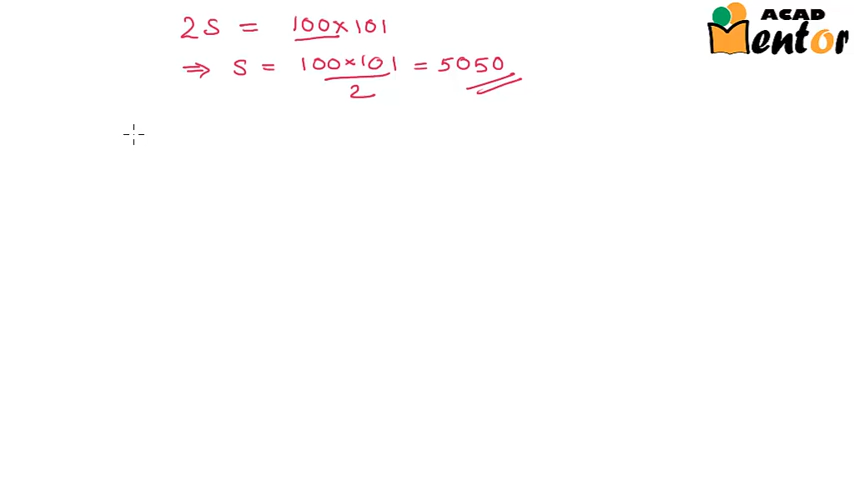 2S = 100×101
⇒ S = 100×101/2 = 5050
ACAD
Mentor